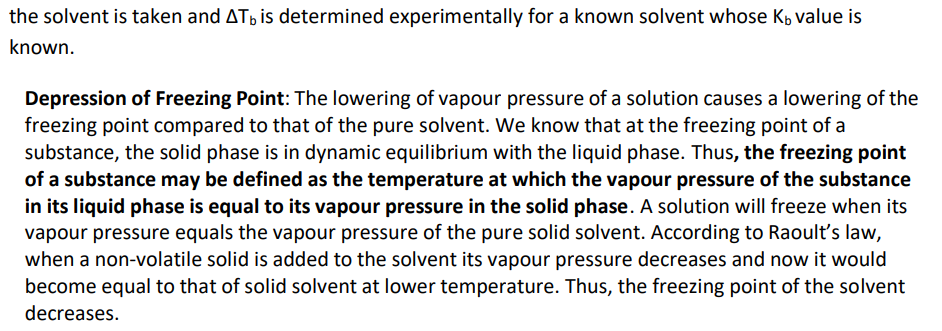 the solvent is taken and ΔT_b is determined experimentally for a known solvent whose K_b value is
known.
Depression of Freezing Point: The lowering of vapour pressure of a solution causes a lowering of the
freezing point compared to that of the pure solvent. We know that at the freezing point of a
substance, the solid phase is in dynamic equilibrium with the liquid phase. Thus, the freezing point
of a substance may be defined as the temperature at which the vapour pressure of the substance
in its liquid phase is equal to its vapour pressure in the solid phase. A solution will freeze when its
vapour pressure equals the vapour pressure of the pure solid solvent. According to Raoult’s law,
when a non-volatile solid is added to the solvent its vapour pressure decreases and now it would
become equal to that of solid solvent at lower temperature. Thus, the freezing point of the solvent
decreases.